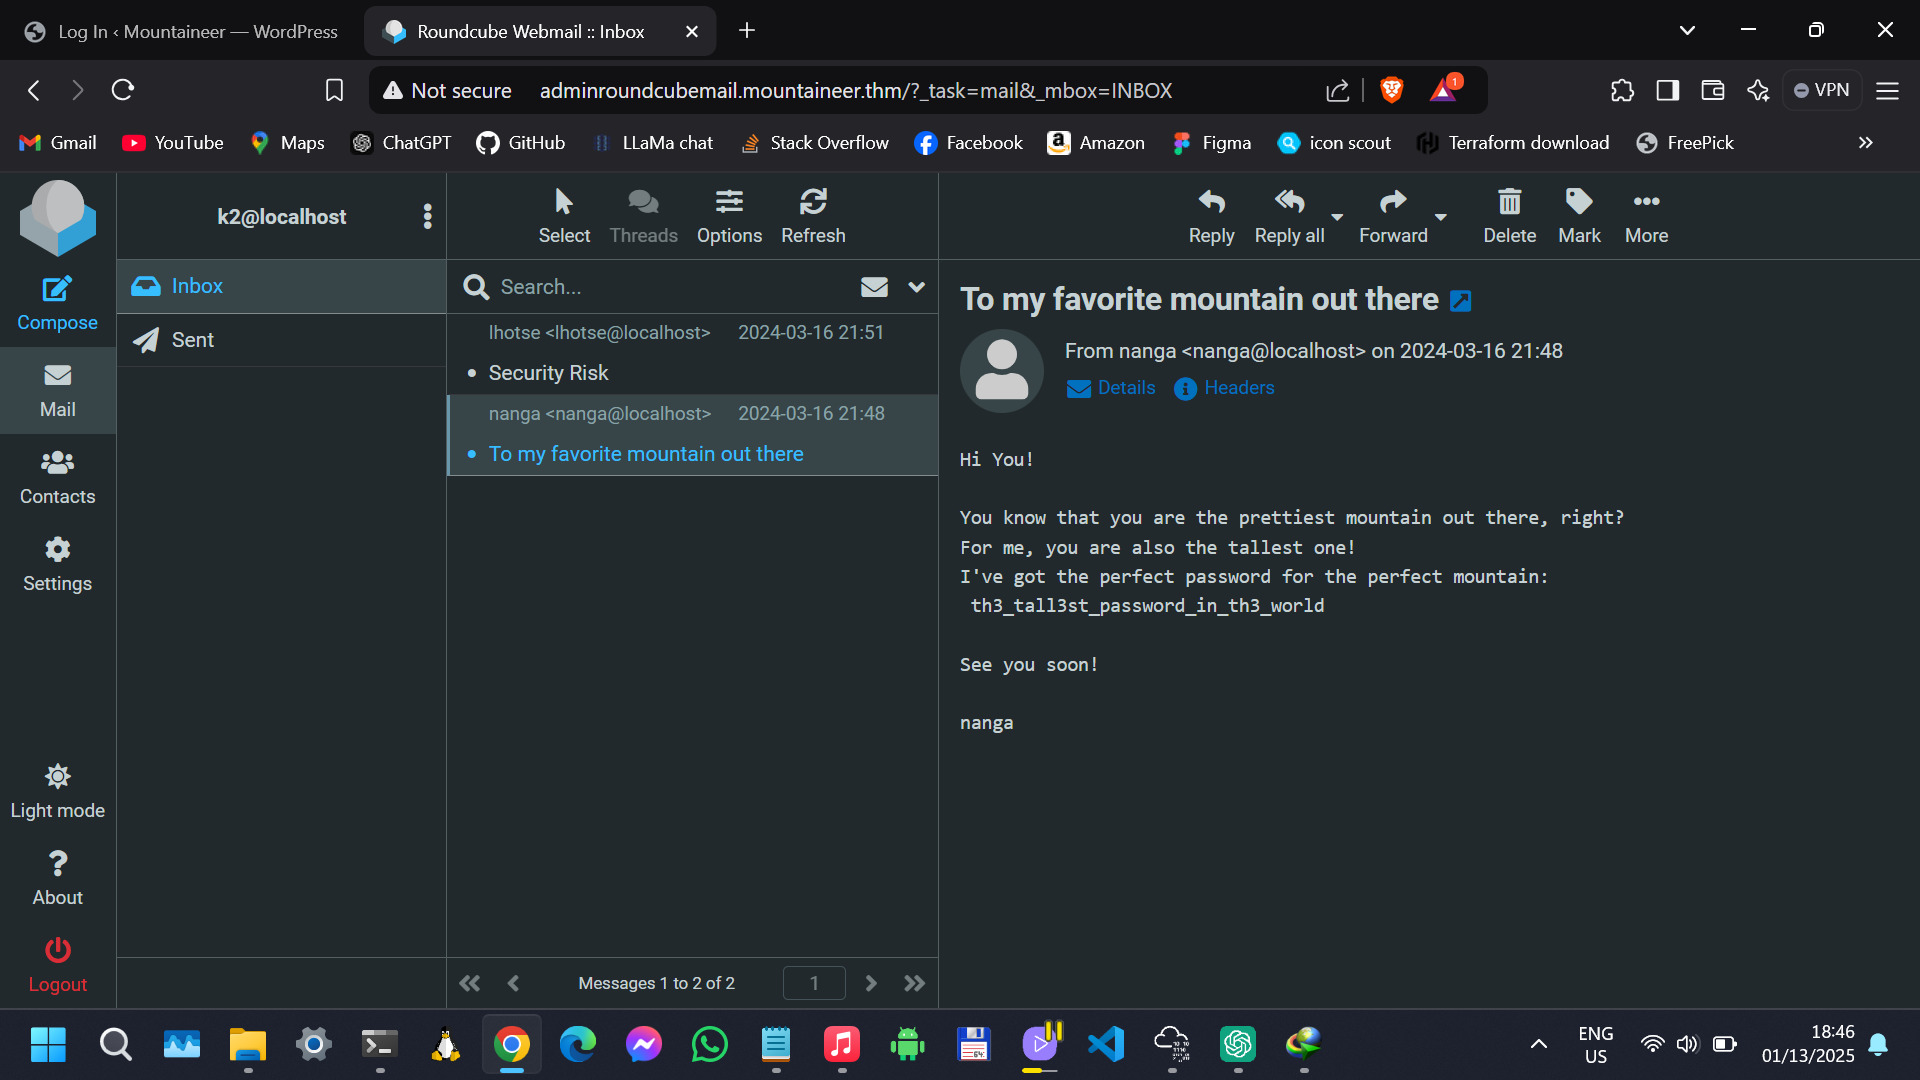 Log In ‹ Mountaineer — WordPress
Roundcube Webmail :: Inbox
Not secure
adminroundcubemail.mountaineer.thm/?_task=mail&_mbox=INBOX
1
VPN
Gmail
YouTube
Maps
ChatGPT
GitHub
LLaMa chat
Stack Overflow
Facebook
Amazon
Figma
icon scout
Terraform download
FreePick
Compose
Mail
Contacts
Settings
Light mode
About
Logout
k2@localhost
Inbox
Sent
Select
Threads
Options
Refresh
Search...
lhotse <lhotse@localhost> 2024-03-16 21:51
• Security Risk
nanga <nanga@localhost> 2024-03-16 21:48
• To my favorite mountain out there
Messages 1 to 2 of 2
1
Reply
Reply all
Forward
Delete
Mark
More
To my favorite mountain out there
From nanga <nanga@localhost> on 2024-03-16 21:48
Details
Headers
Hi You!
You know that you are the prettiest mountain out there, right?
For me, you are also the tallest one!
I've got the perfect password for the perfect mountain:
th3_tall3st_password_in_th3_world
See you soon!
nanga
ENG
US
18:46
01/13/2025